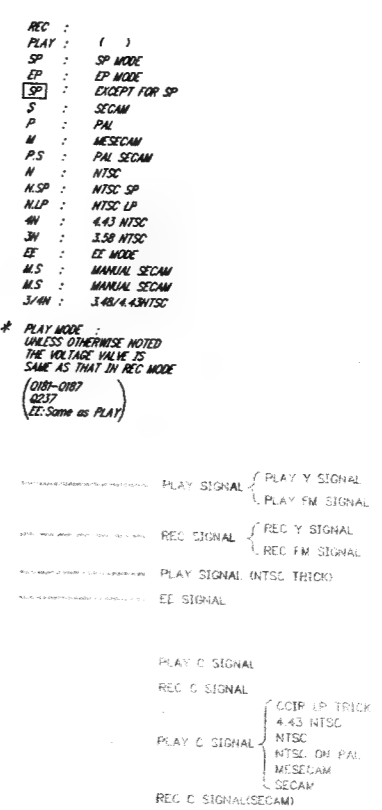 REC :
PLAY : ( )
SP : SP MODE
EP : EP MODE
SP : EXCEPT FOR SP
S : SECAM
P : PAL
M : MESECAM
P.S : PAL SECAM
N : NTSC
N.SP : NTSC SP
N.LP : NTSC LP
4N : 4.43 NTSC
3N : 3.58 NTSC
EE : EE MODE
M.S : MANUAL SECAM
M.S : MANUAL SECAM
3/4N : 3.48/4.43NTSC
* PLAY MODE :
UNLESS OTHERWISE NOTED
THE VOLTAGE VALVE IS
SAME AS THAT IN REC MODE
(Q181-Q187
Q237
EE:Same as PLAY)
PLAY SIGNAL { PLAY Y SIGNAL
PLAY FM SIGNAL
REC SIGNAL { REC Y SIGNAL
REC FM SIGNAL
PLAY SIGNAL (NTSC TRICK)
EE SIGNAL
PLAY C SIGNAL
REC C SIGNAL
PLAY C SIGNAL { CCIR LP TRICK
4.43 NTSC
NTSC
NTSC ON PAL
MESECAM
SECAM
REC C SIGNAL(SECAM)